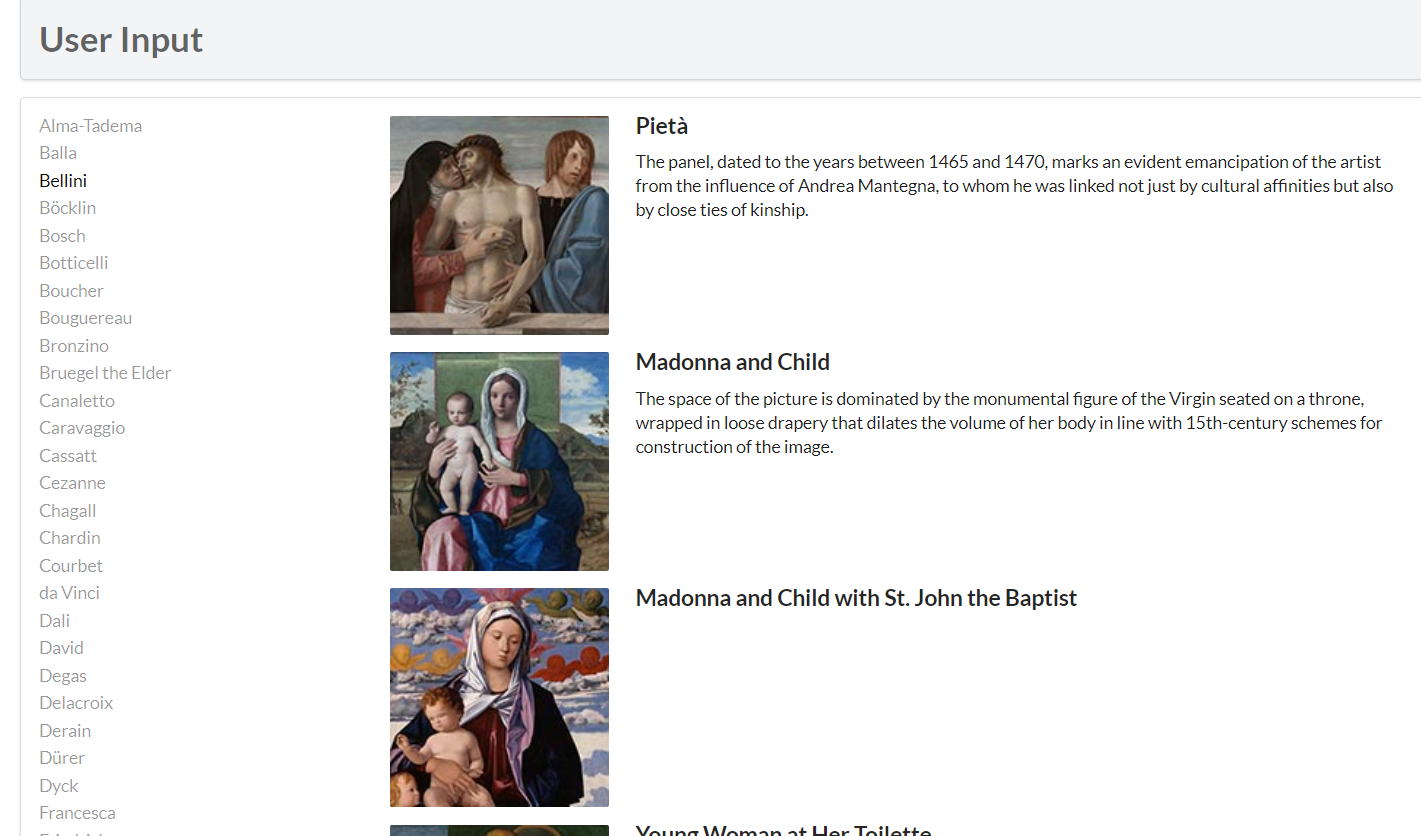 User Input
Alma-Tadema
Balla
Bellini
Böcklin
Bosch
Botticelli
Boucher
Bouguereau
Bronzino
Bruegel the Elder
Canaletto
Caravaggio
Cassatt
Cezanne
Chagall
Chardin
Courbet
da Vinci
Dali
David
Degas
Delacroix
Derain
Dürer
Dyck
Francesca
Pietà
The panel, dated to the years between 1465 and 1470, marks an evident emancipation of the artist
from the influence of Andrea Mantegna, to whom he was linked not just by cultural affinities but also
by close ties of kinship.
Madonna and Child
The space of the picture is dominated by the monumental figure of the Virgin seated on a throne,
wrapped in loose drapery that dilates the volume of her body in line with 15th-century schemes for
construction of the image.
Madonna and Child with St. John the Baptist
Young Woman at Her Toilette